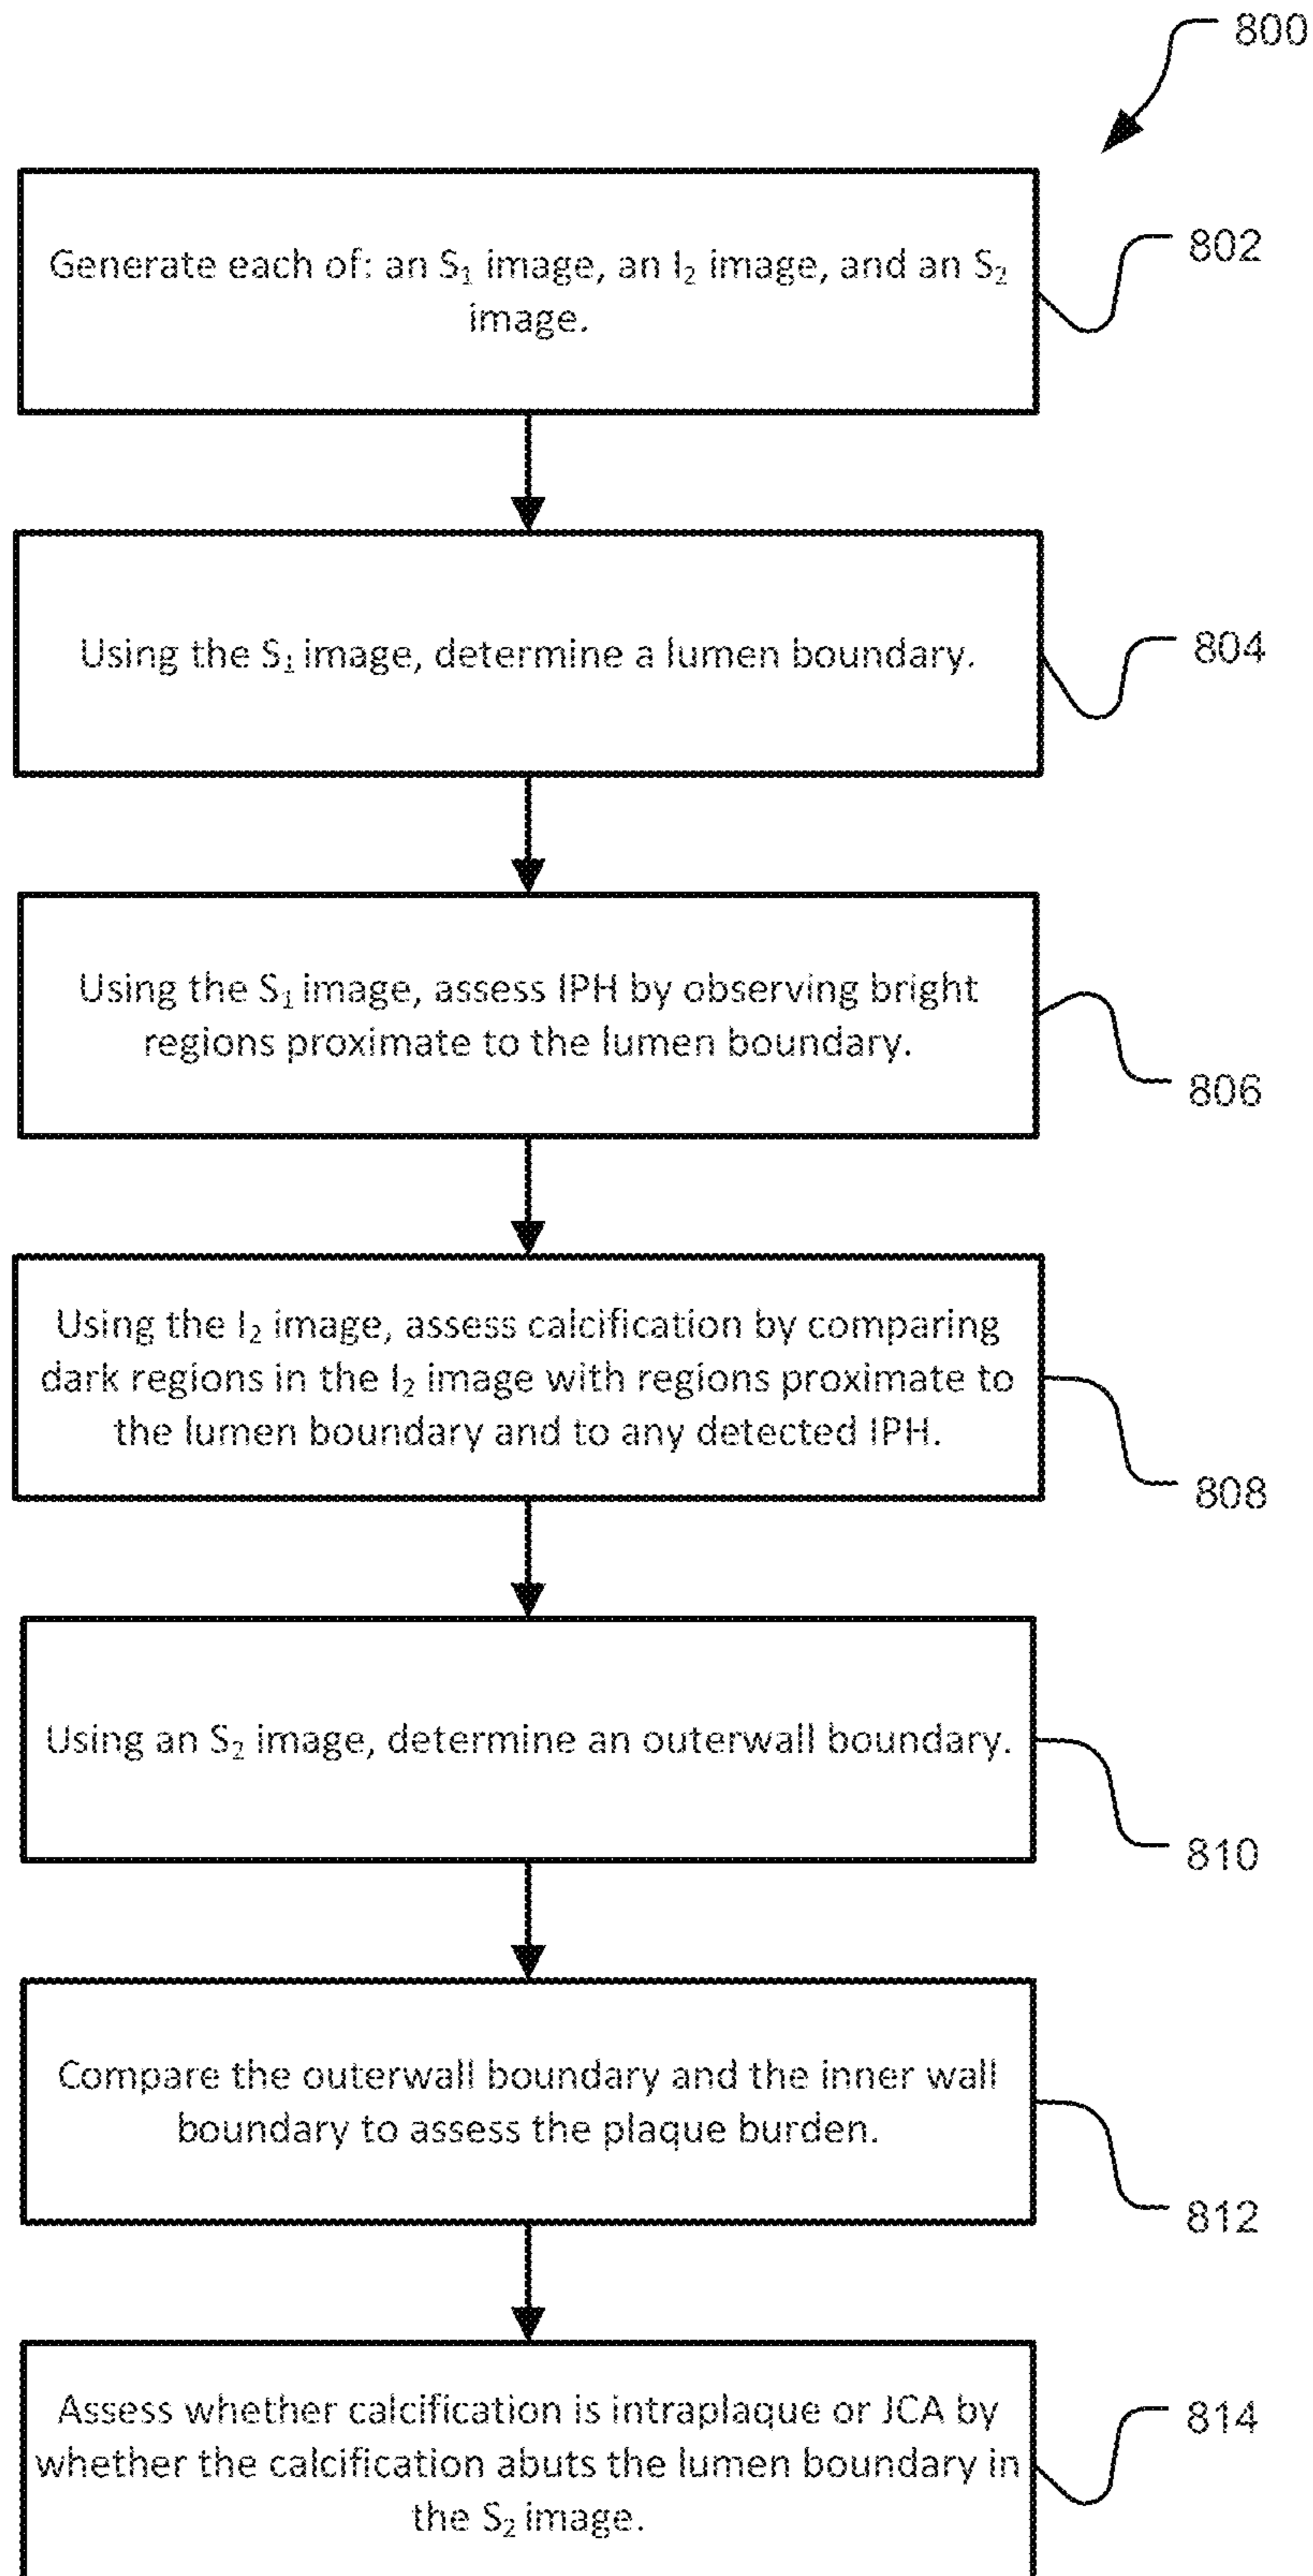 800
Generate each of: an S₁ image, an I₂ image, and an S₂
image.
802
Using the S₁ image, determine a lumen boundary.
804
Using the S₁ image, assess IPH by observing bright
regions proximate to the lumen boundary.
806
Using the I₂ image, assess calcification by comparing
dark regions in the I₂ image with regions proximate to
the lumen boundary and to any detected IPH.
808
Using an S₂ image, determine an outerwall boundary.
810
Compare the outerwall boundary and the inner wall
boundary to assess the plaque burden.
812
Assess whether calcification is intraplaque or JCA by
whether the calcification abuts the lumen boundary in
the S₂ image.
814